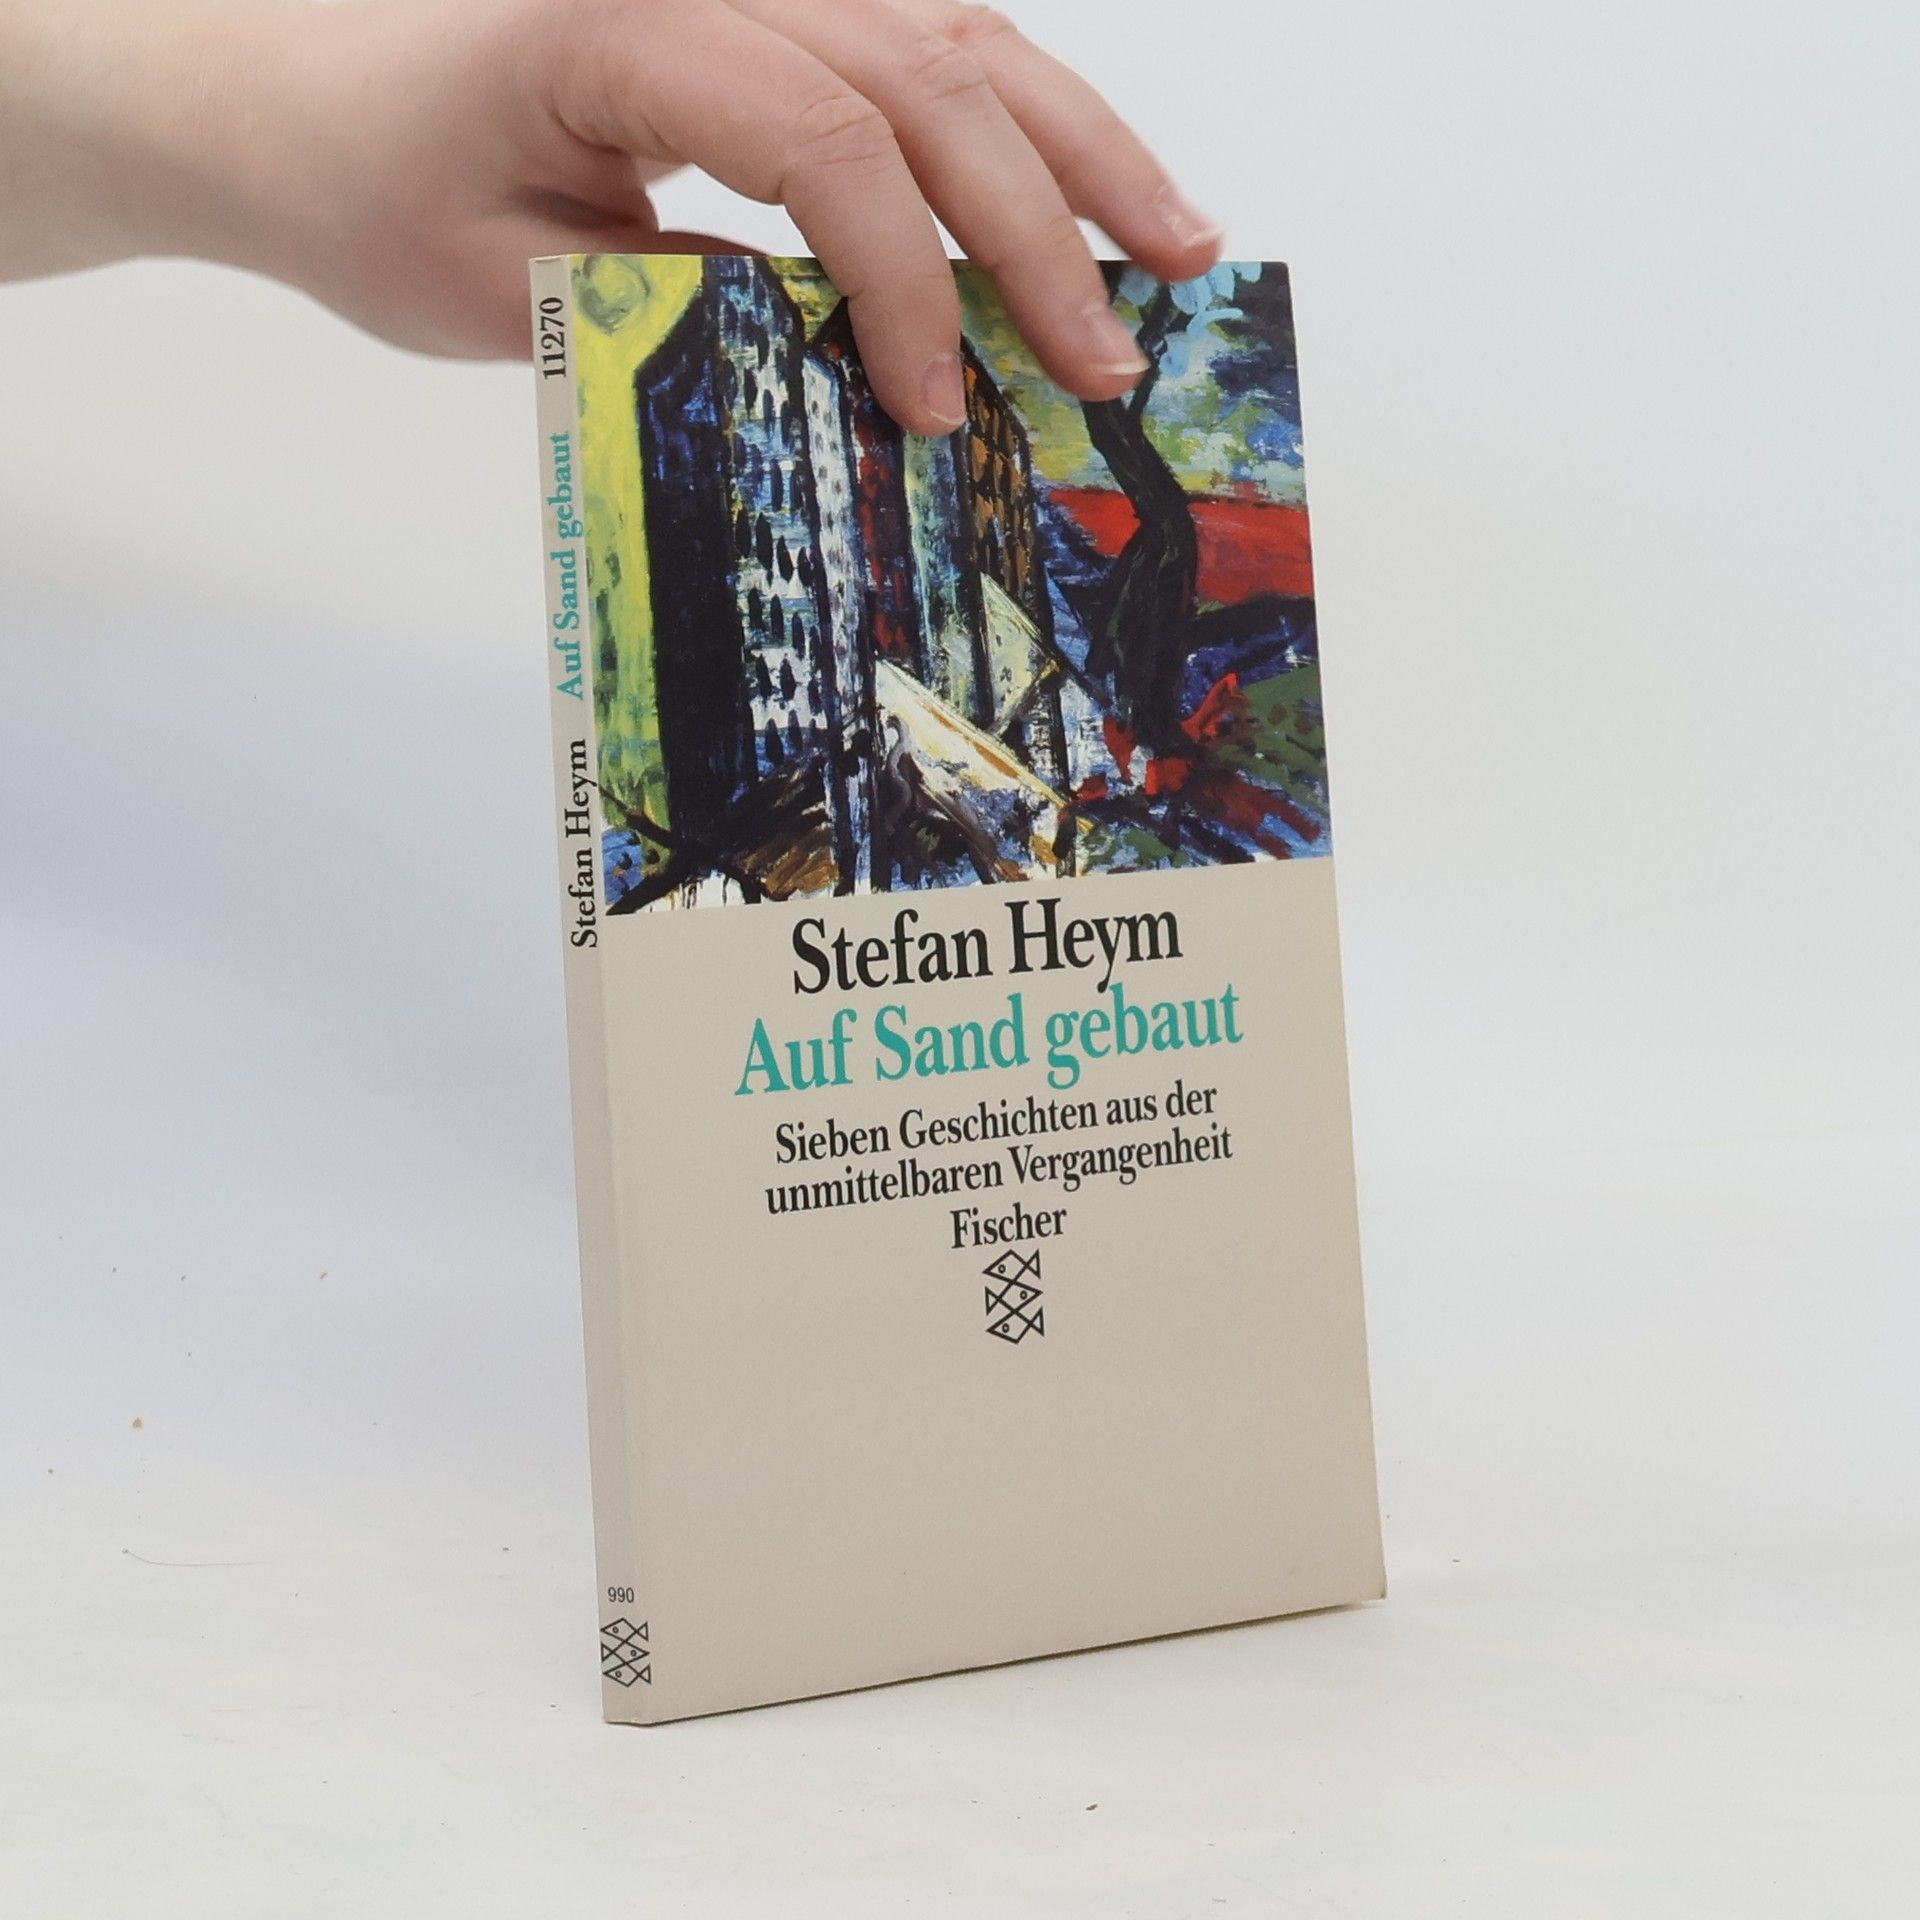 Stefan Heym Auf Sand gebaut 11270
Stefan Heym
Auf Sand gebaut
Sieben Geschichten aus der
unmittelbaren Vergangenheit
Fischer
990